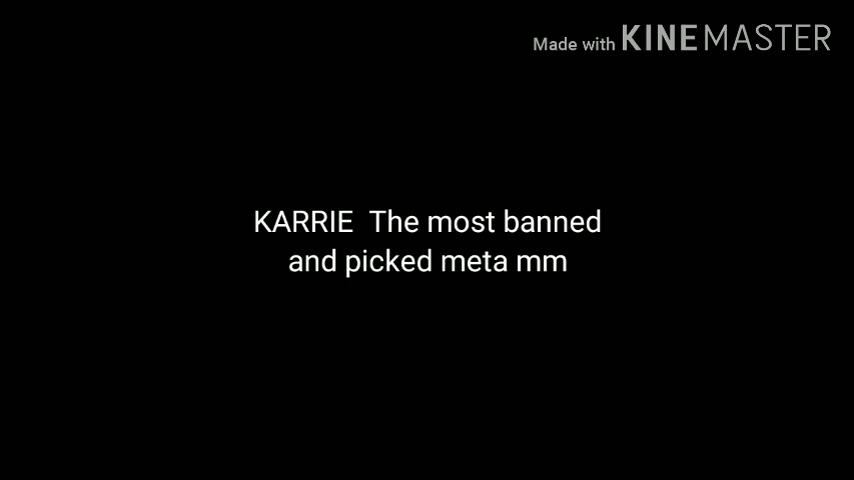 Made with KINEMASTER
KARRIE  The most banned
and picked meta mm